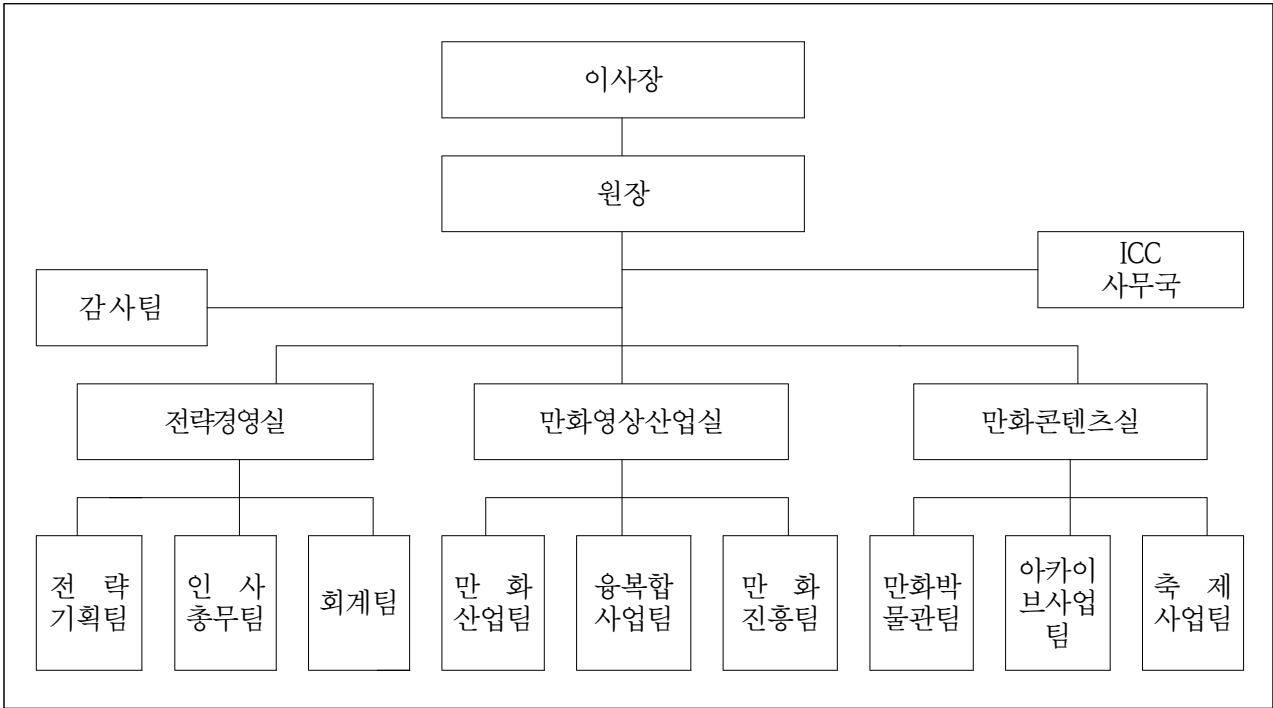 이사장
원장
ICC
사무국
감사팀
전략경영실
만화영상산업실
만화콘텐츠실
전 략
기획팀
인 사
총무팀
회계팀
만 화
산업팀
융복합
사업팀
만 화
진흥팀
만화박
물관팀
아카이
브사업
팀
축 제
사업팀